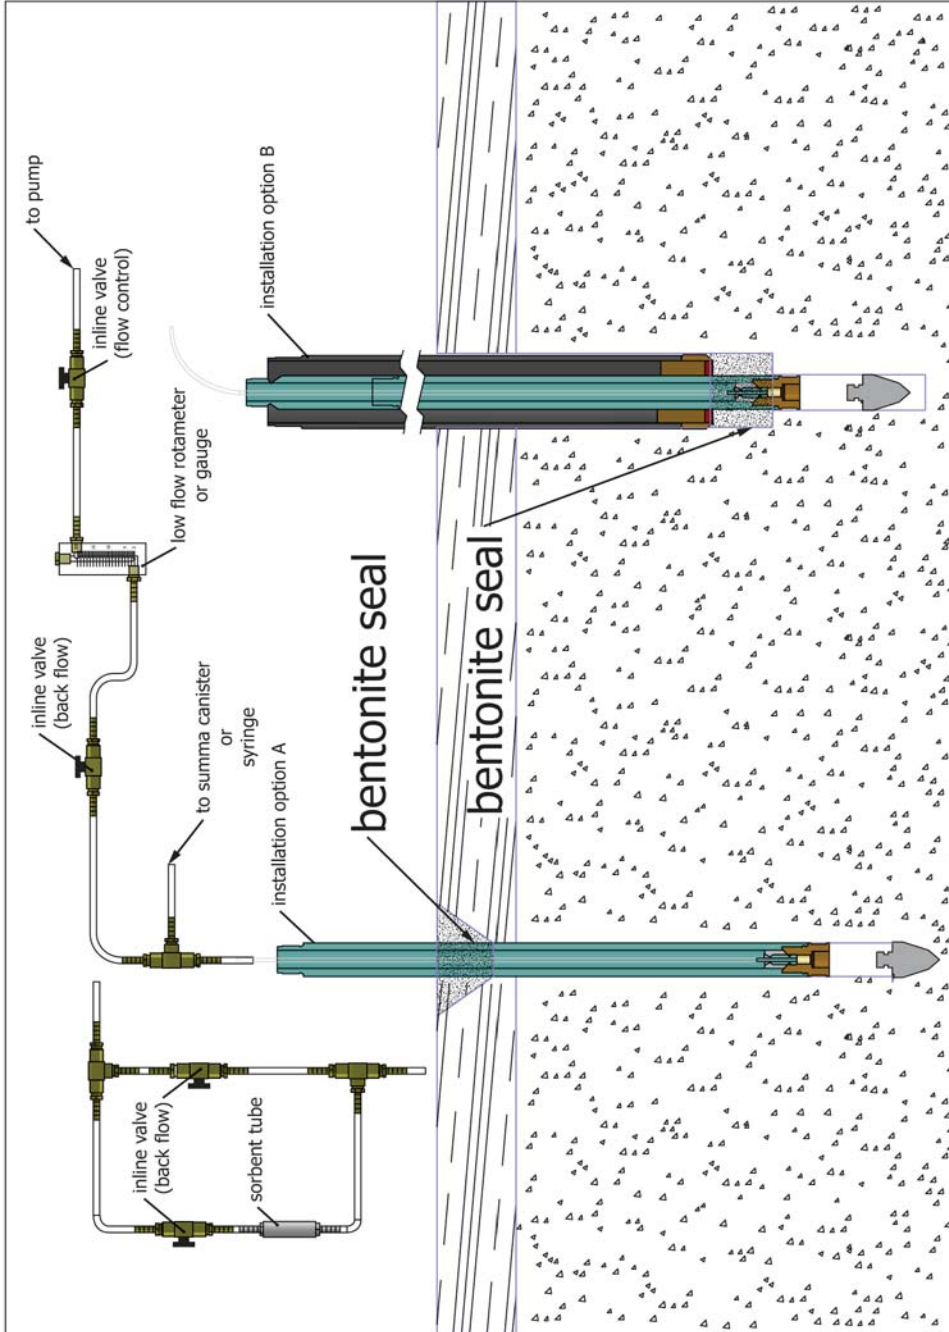 to pump
inline valve
(flow control)
installation option B
low flow rotameter
or gauge
inline valve
(back flow)
to summa canister
or
syringe
installation option A
bentonite seal
bentonite seal
inline valve
(back flow)
sorbent tube